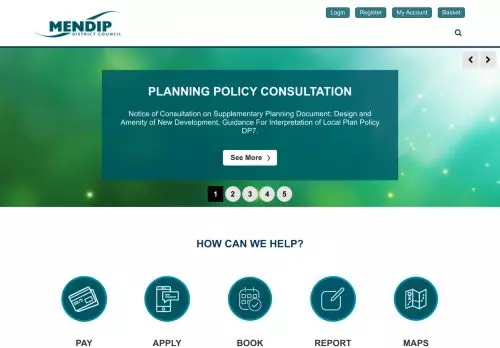 MENDIP
DISTRICT COUNCIL
Login
Register
My Account
Basket
PLANNING POLICY CONSULTATION
Notice of Consultation on Supplementary Planning Document: Design and
Amenity of New Development. Guidance For Interpretation of Local Plan Policy
DP7.
See More
1 2 3 4 5
HOW CAN WE HELP?
PAY APPLY BOOK REPORT MAPS